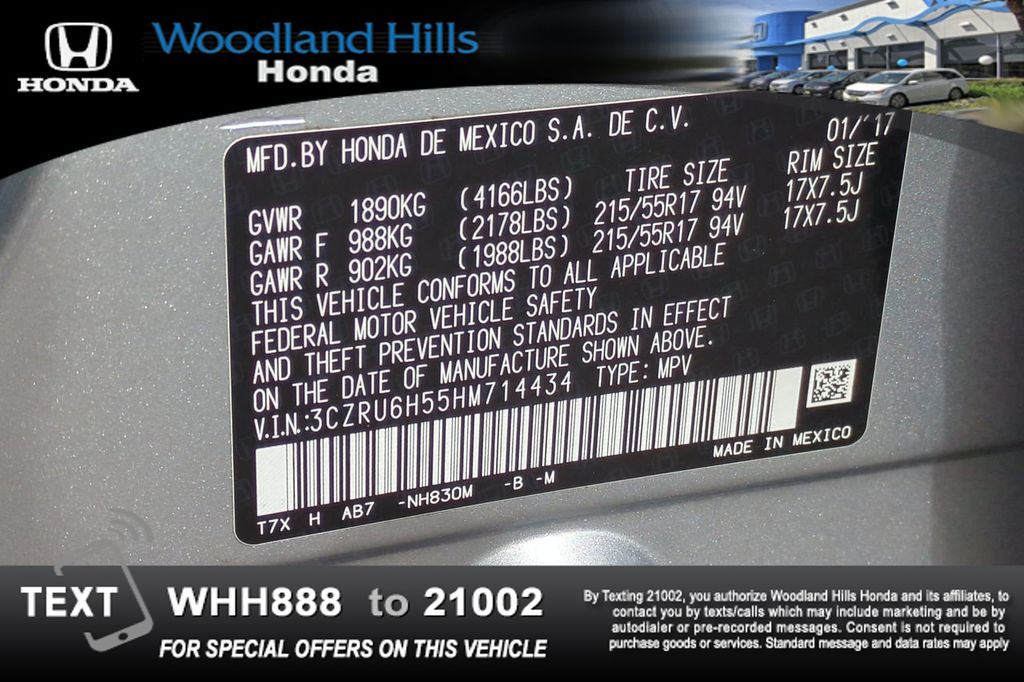 HONDA
Woodland Hills
Honda
MFD.BY HONDA DE MEXICO S.A. DE C.V. 01/'17
TIRE SIZE RIM SIZE
GVWR 1890KG (4166LBS)
GAWR F 988KG (2178LBS) 215/55R17 94V 17X7.5J
GAWR R 902KG (1988LBS) 215/55R17 94V 17X7.5J
THIS VEHICLE CONFORMS TO ALL APPLICABLE
FEDERAL MOTOR VEHICLE SAFETY
AND THEFT PREVENTION STANDARDS IN EFFECT
ON THE DATE OF MANUFACTURE SHOWN ABOVE.
V.I.N.:3CZRU6H55HM714434 TYPE: MPV
MADE IN MEXICO
T7X H AB7 -NH830M -B -M
TEXT WHH888 to 21002
FOR SPECIAL OFFERS ON THIS VEHICLE
By Texting 21002, you authorize Woodland Hills Honda and its affiliates, to
contact you by texts/calls which may include marketing and be by
autodialer or pre-recorded messages. Consent is not required to
purchase goods or services. Standard message and data rates may apply